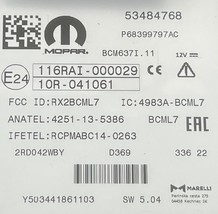 53484768
P68399797AC
MOPAR
BCM637I.11
E24
116RAI-000029
10R-041061
FCC ID:RX2BCML7 IC:4983A-BCML7
ANATEL: 4251-13-5386 BCML7 EAC
IFETEL:RCPMABC14-0263
2RD042WBY D369 336 22
MARELLI
Y503441861103 SW 5.04